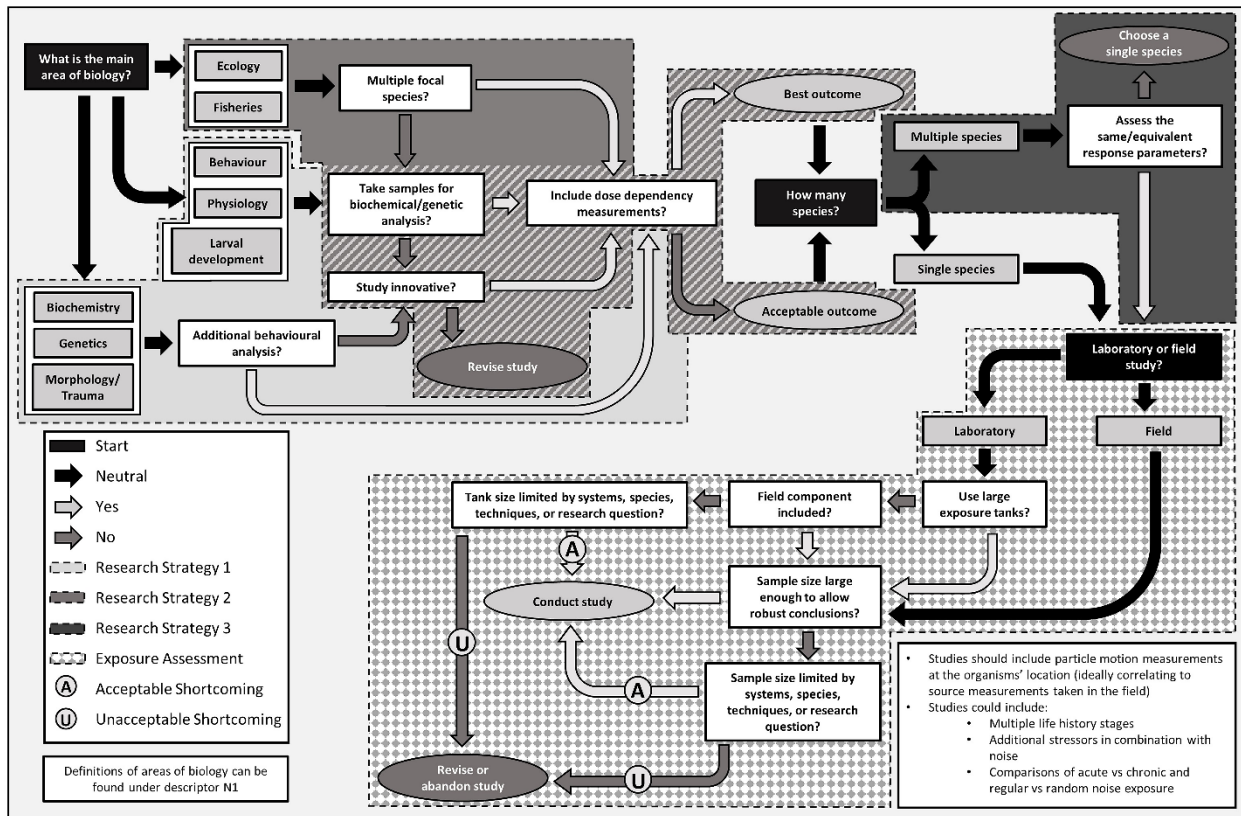 What is the main
area of biology?
Ecology
Fisheries
Multiple focal
species?
Behaviour
Physiology
Larval
development
Take samples for
biochemical/genetic
analysis?
Study innovative?
Biochemistry
Genetics
Morphology/
Trauma
Additional behavioural
analysis?
Revise study
Include dose dependency
measurements?
Best outcome
How many
species?
Acceptable outcome
Multiple species
Single species
Choose a
single species
Assess the
same/equivalent
response parameters?
Laboratory or field
study?
Laboratory
Field
Use large
exposure tanks?
Field component
included?
Tank size limited by systems, species,
techniques, or research question?
A
Conduct study
Sample size large
enough to allow
robust conclusions?
U
A
Sample size limited by
systems, species,
techniques, or research
question?
U
Revise or
abandon study
Start
Neutral
Yes
No
Research Strategy 1
Research Strategy 2
Research Strategy 3
Exposure Assessment
A Acceptable Shortcoming
U Unacceptable Shortcoming
Definitions of areas of biology can be
found under descriptor N1
• Studies should include particle motion measurements
at the organisms' location (ideally correlating to
source measurements taken in the field)
• Studies could include:
• Multiple life history stages
• Additional stressors in combination with
noise
• Comparisons of acute vs chronic and
regular vs random noise exposure